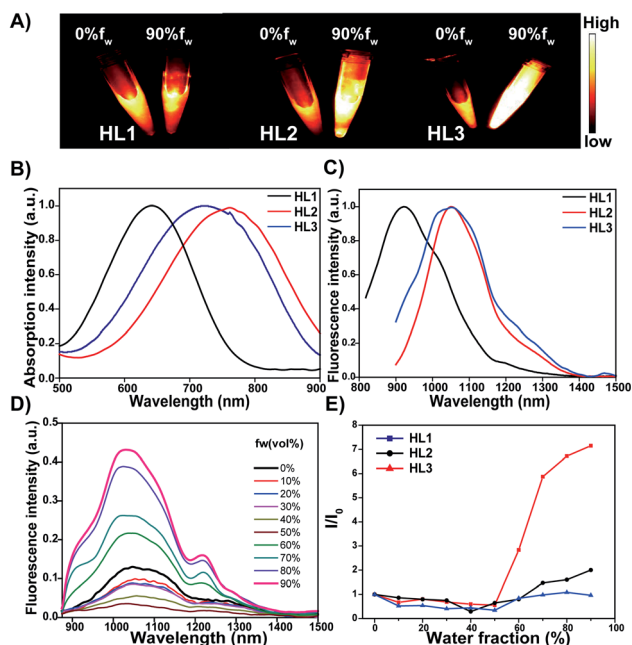 A)
0%fw 90%fw 0%fw 90%fw 0%fw 90%fw
HL1 HL2 HL3
High
low
B)
HL1
HL2
HL3
Absorption intensity (a.u.)
1.0
0.8
0.6
0.4
0.2
0.0
500 600 700 800 900
Wavelength (nm)
C)
HL1
HL2
HL3
Fluorescence intensity (a.u.)
1.0
0.8
0.6
0.4
0.2
0.0
800 900 1000 1100 1200 1300 1400 1500
Wavelength (nm)
D)
fw(vol%)
0%
10%
20%
30%
40%
50%
60%
70%
80%
90%
Fluorescence intensity (a.u.)
0.5
0.4
0.3
0.2
0.1
0.0
900 1000 1100 1200 1300 1400 1500
Wavelength (nm)
E)
HL1
HL2
HL3
I/I0
8
7
6
5
4
3
2
1
0
0 20 40 60 80 100
Water fraction (%)